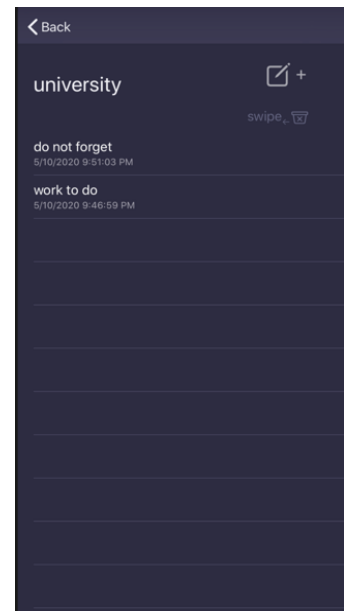 Back
university
+
swipe
do not forget
5/10/2020 9:51:03 PM
work to do
5/10/2020 9:46:59 PM